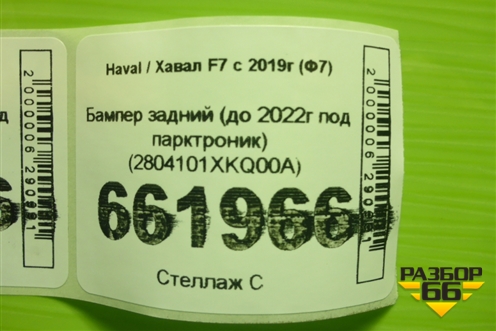 Haval / Хавал F7 с 2019г (Ф7)
Бампер задний (до 2022г под
парктроник)
(2804101XKQ00A)
661966
Стеллаж С
РАЗБОР
66